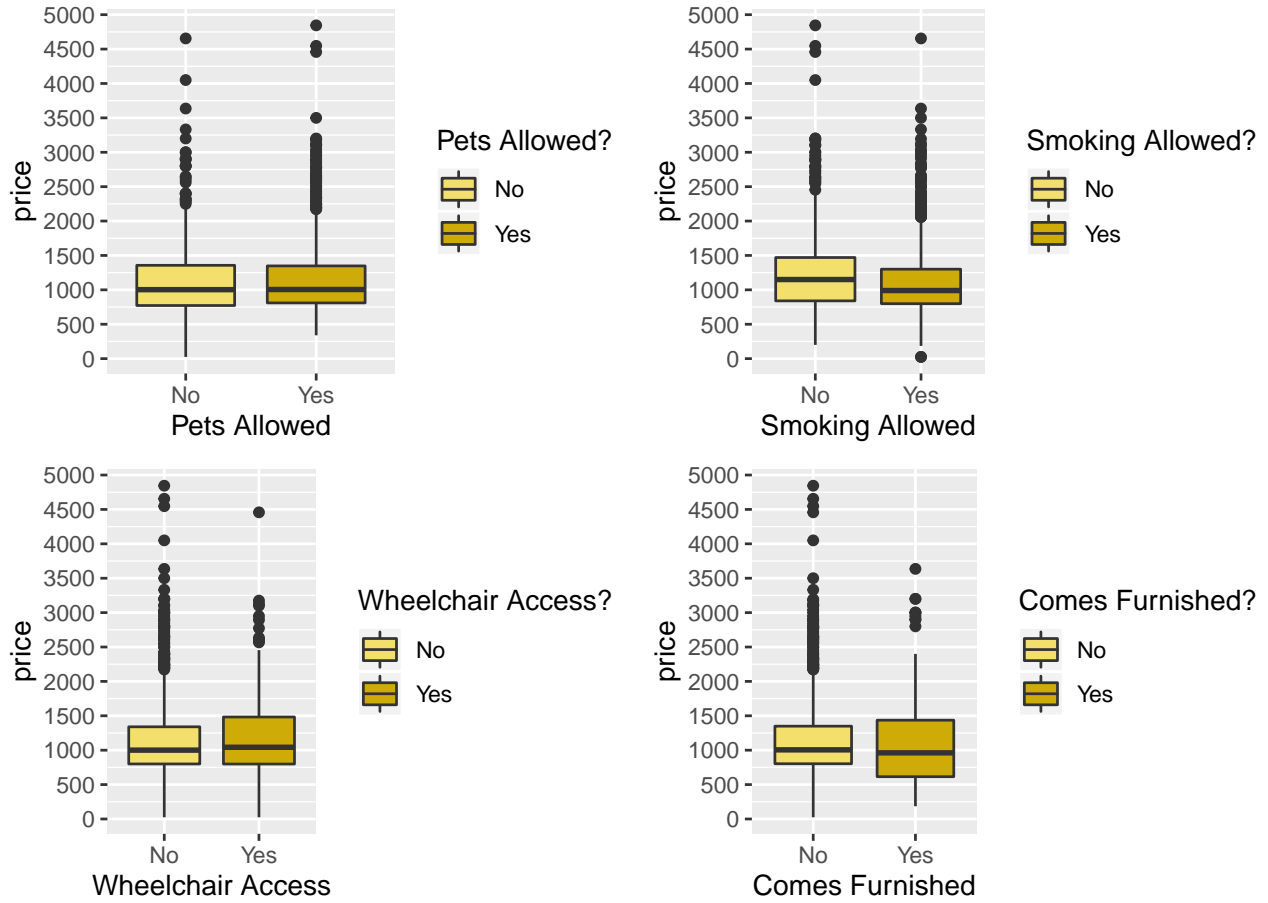 5000
4500
4000
3500
3000
2500
2000
1500
1000
500
0
price
No Yes
Pets Allowed
Pets Allowed?
No
Yes
5000
4500
4000
3500
3000
2500
2000
1500
1000
500
0
price
No Yes
Smoking Allowed
Smoking Allowed?
No
Yes
5000
4500
4000
3500
3000
2500
2000
1500
1000
500
0
price
No Yes
Wheelchair Access
Wheelchair Access?
No
Yes
5000
4500
4000
3500
3000
2500
2000
1500
1000
500
0
price
No Yes
Comes Furnished
Comes Furnished?
No
Yes